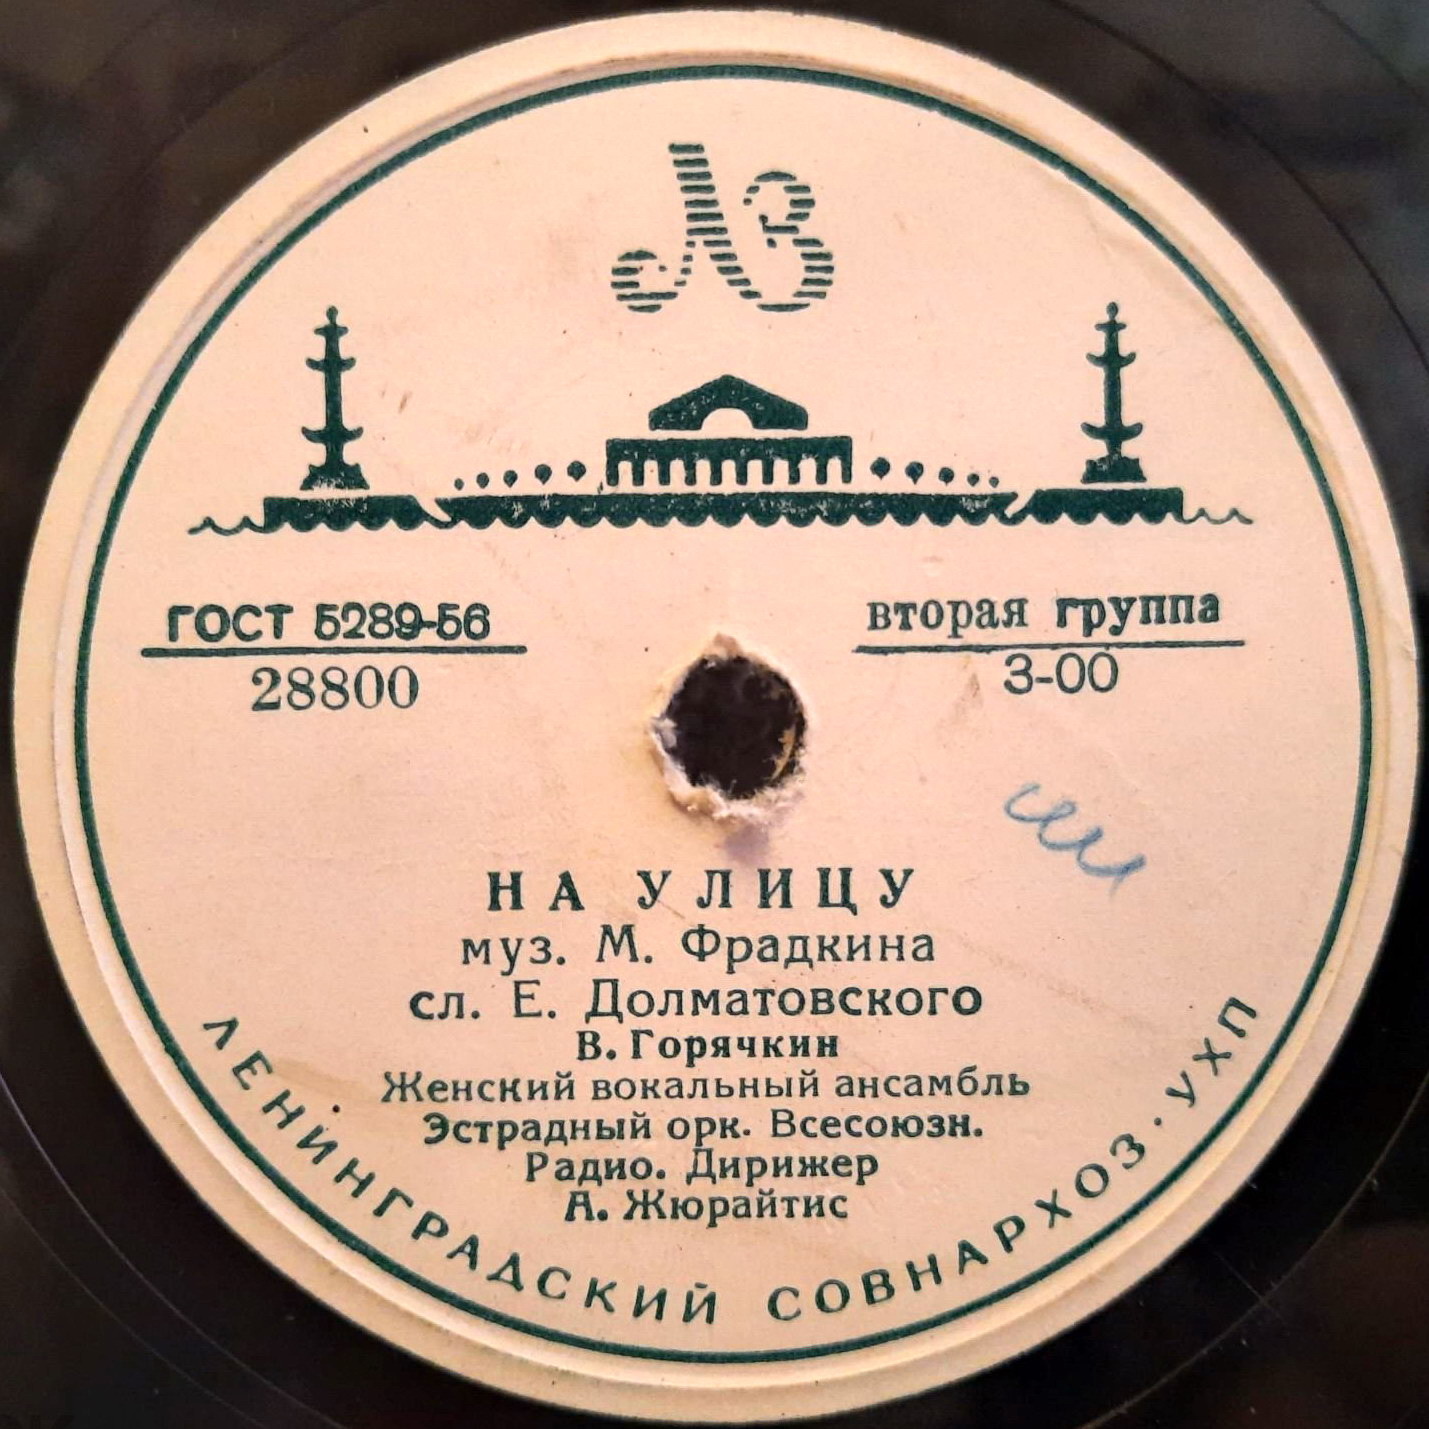 ЛЗ
ГОСТ 5289-56
28800
вторая группа
3-00
НА УЛИЦУ
муз. М. Фрадкина
сл. Е. Долматовского
В. Горячкин
Женский вокальный ансамбль
Эстрадный орк. Всесоюзн.
Радио. Дирижер
А. Жюрайтис
ЛЕНИНГРАДСКИЙ СОВНАРХОЗ · УХП